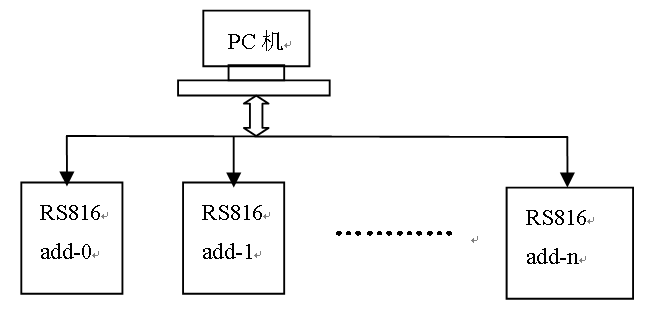 PC 机
RS816
add-0
RS816
add-1
............
RS816
add-n